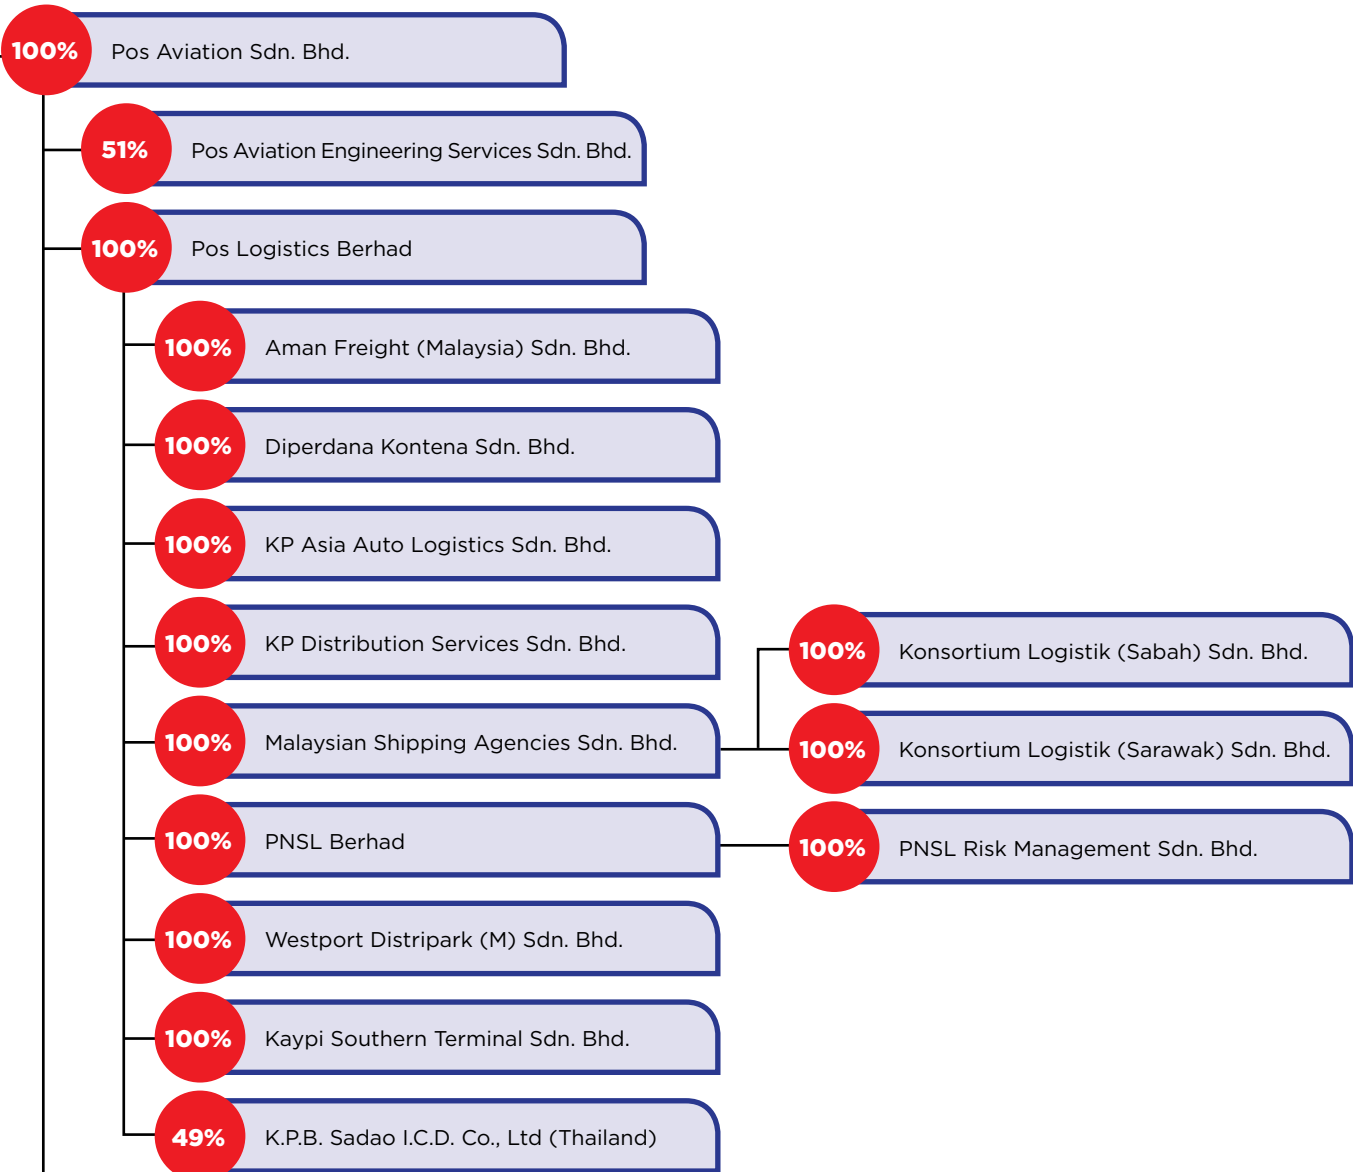 100% Pos Aviation Sdn. Bhd.
51% Pos Aviation Engineering Services Sdn. Bhd.
100% Pos Logistics Berhad
100% Aman Freight (Malaysia) Sdn. Bhd.
100% Diperdana Kontena Sdn. Bhd.
100% KP Asia Auto Logistics Sdn. Bhd.
100% KP Distribution Services Sdn. Bhd.
100% Konsortium Logistik (Sabah) Sdn. Bhd.
100% Malaysian Shipping Agencies Sdn. Bhd.
100% Konsortium Logistik (Sarawak) Sdn. Bhd.
100% PNSL Berhad
100% PNSL Risk Management Sdn. Bhd.
100% Westport Distripark (M) Sdn. Bhd.
100% Kaypi Southern Terminal Sdn. Bhd.
49% K.P.B. Sadao I.C.D. Co., Ltd (Thailand)